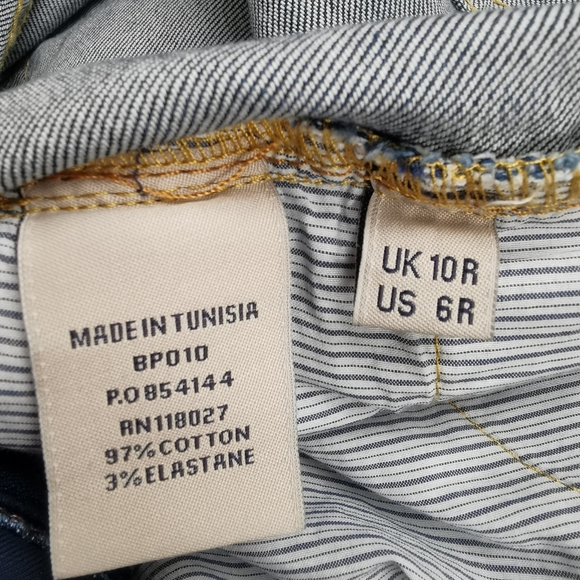 MADE IN TUNISIA
BP010
P.O 854144
RN118027
97% COTTON
3% ELASTANE
UK 10R
US 6R